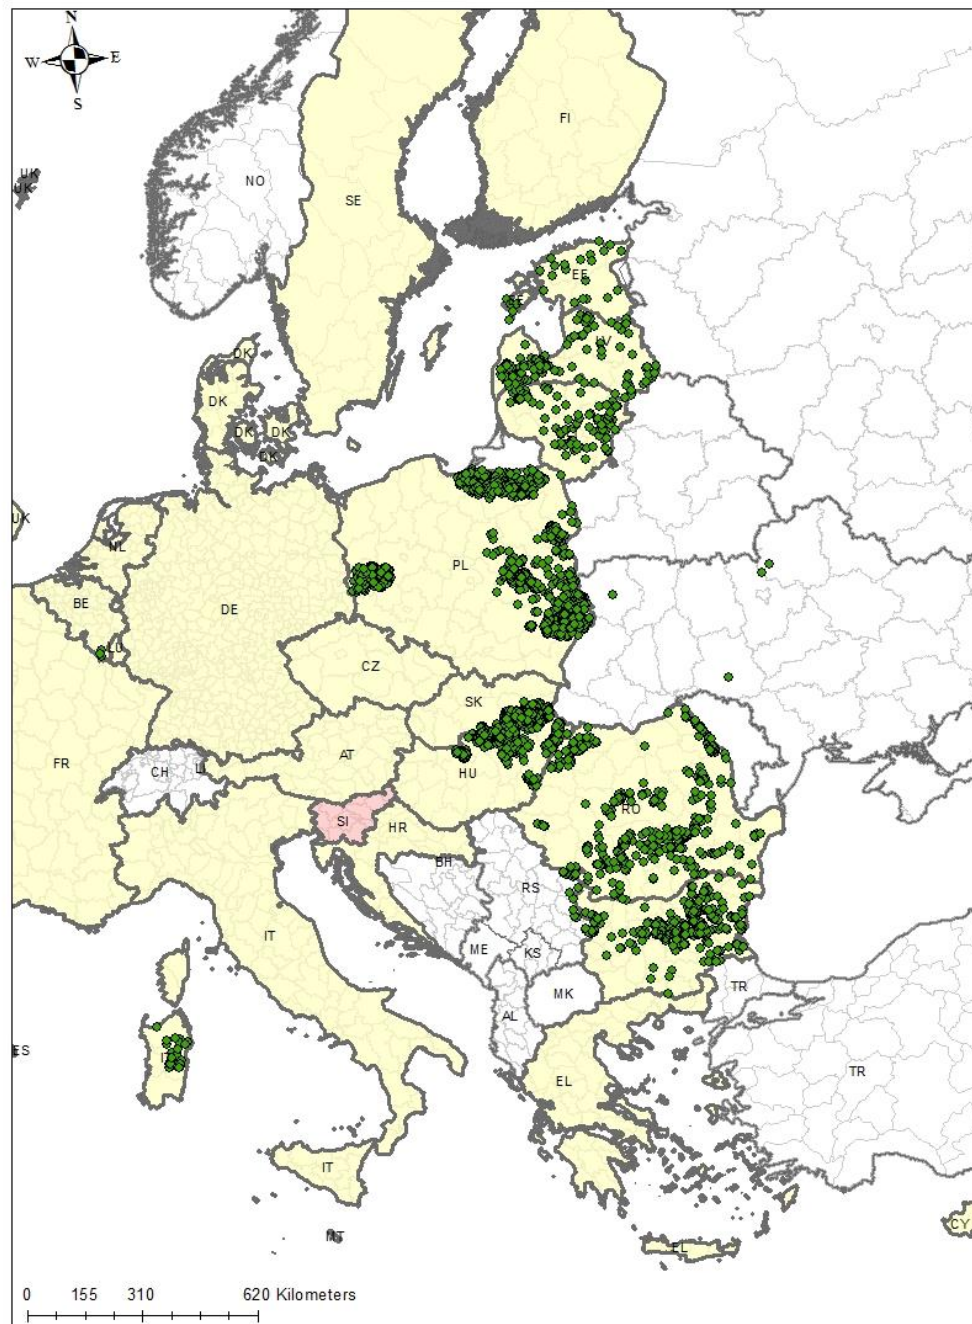 N
W E
S
FI
UK
UK
NO
SE
EE
LV
DK
DK
DK
DK
DK
UK
NL
PL
BE
DE
LU
CZ
SK
FR
AT
CH
LI
HU
RO
SI
HR
BH
RS
IT
ME
KS
MK
TR
AL
ES
IT
EL
TR
IT
CY
MT
EL
0 155 310 620 Kilometers